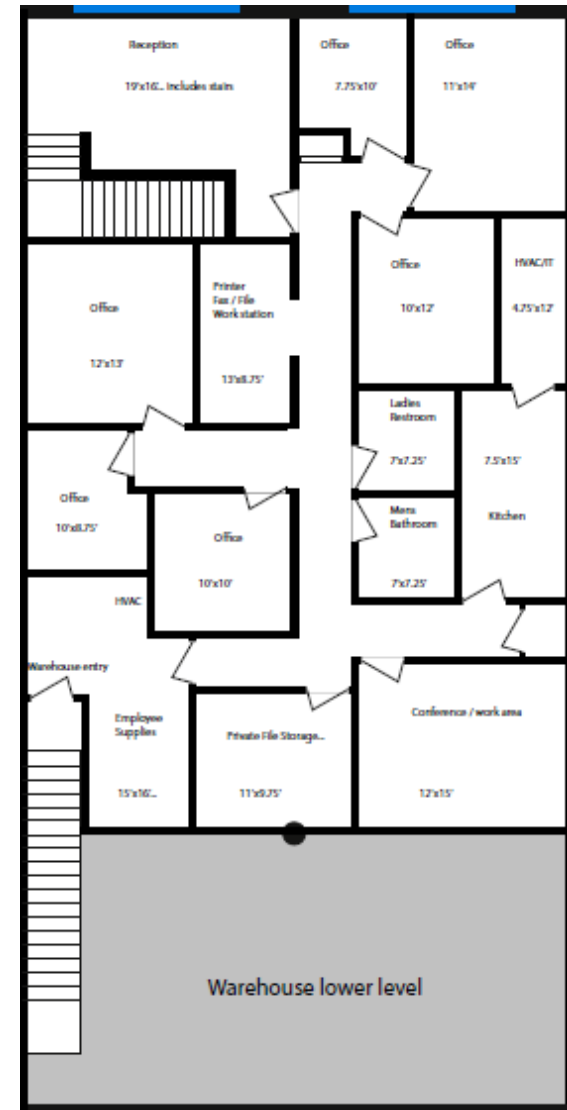 Reception
19'x16'... includes stairs
Office
7.75'x10'
Office
11'x14'
Office
10'x12'
HVAC/IT
4.75'x12'
Office
12'x13'
Printer
Fax / File
Work station
13'x8.75'
Ladies
Restroom
7'x7.25'
7.5'x15'
Kitchen
Mens
Bathroom
7'x7.25'
Office
10'x8.75'
Office
10'x10'
HVAC
Warehouse entry
Employee
Supplies
15'x16'...
Private File Storage...
11'x9.75'
Conference / work area
12'x15'
Warehouse lower level